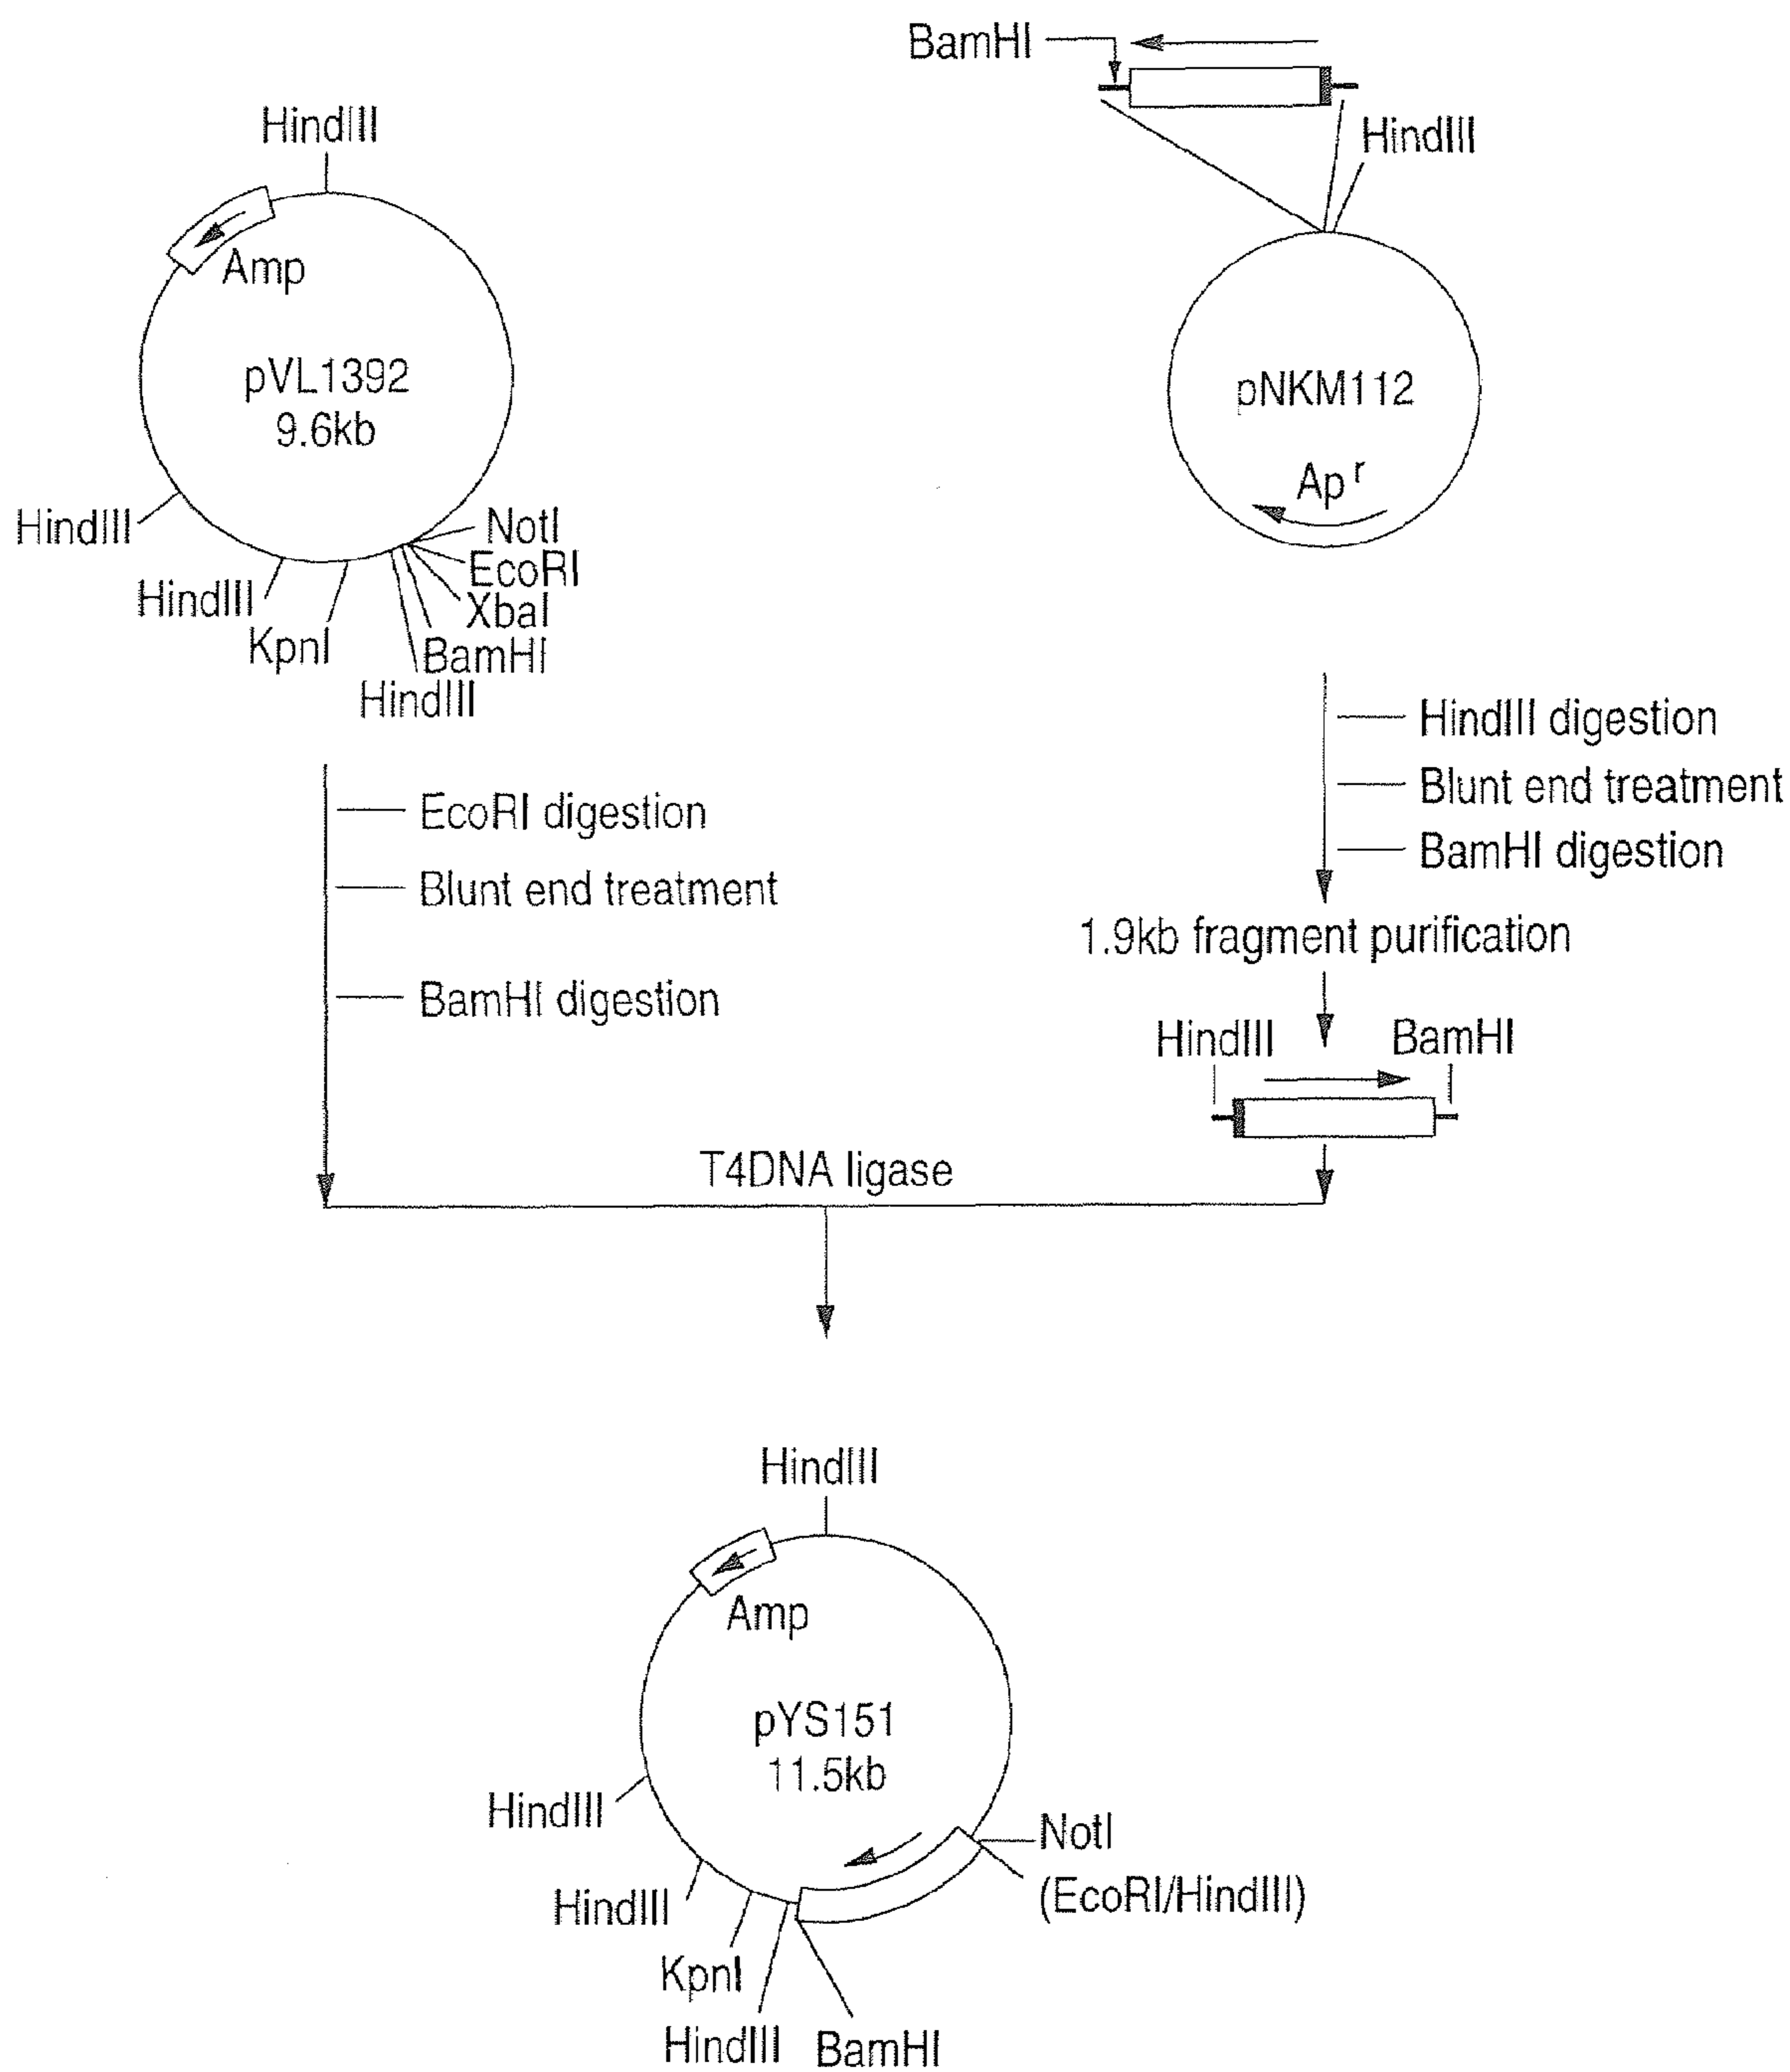 BamHI
HindIII
HindIII
Amp
pVL1392
9.6kb
pNKM112
Ap r
HindIII
NotI
EcoRI
HindIII
XbaI
KpnI
BamHI
HindIII
HindIII digestion
EcoRI digestion
Blunt end treatment
Blunt end treatment
BamHI digestion
1.9kb fragment purification
BamHI digestion
HindIII
BamHI
T4DNA ligase
HindIII
Amp
pYS151
11.5kb
HindIII
NotI
(EcoRI/HindIII)
HindIII
KpnI
HindIII
BamHI